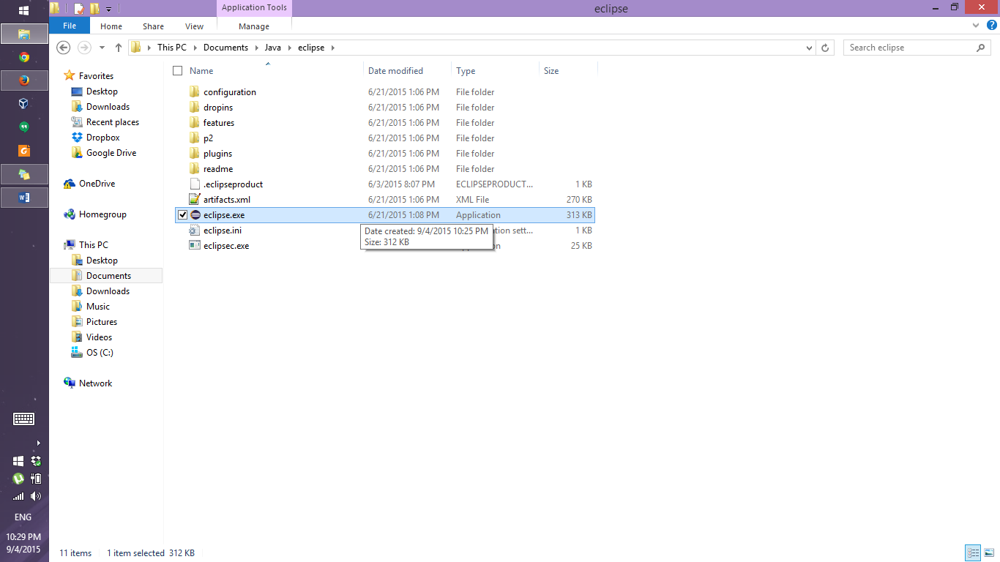 Application Tools
eclipse
File Home Share View Manage
This PC Documents Java eclipse
Search eclipse
Name Date modified Type Size
Favorites
Desktop
Downloads
Recent places
Dropbox
Google Drive
OneDrive
Homegroup
This PC
Desktop
Documents
Downloads
Music
Pictures
Videos
OS (C:)
Network
configuration 6/21/2015 1:06 PM File folder
dropins 6/21/2015 1:06 PM File folder
features 6/21/2015 1:06 PM File folder
p2 6/21/2015 1:06 PM File folder
plugins 6/21/2015 1:06 PM File folder
readme 6/21/2015 1:06 PM File folder
.eclipseproduct 6/3/2015 8:07 PM ECLIPSEPRODUCT... 1 KB
artifacts.xml 6/21/2015 1:06 PM XML File 270 KB
eclipse.exe 6/21/2015 1:08 PM Application 313 KB
eclipse.ini tion sett... 1 KB
eclipsec.exe 25 KB
Date created: 9/4/2015 10:25 PM
Size: 312 KB
ENG
10:29 PM
9/4/2015
11 items 1 item selected 312 KB